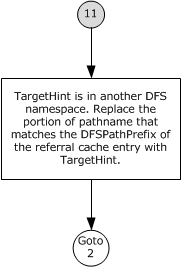 11
TargetHint is in another DFS
namespace. Replace the
portion of pathname that
matches the DFSPathPrefix of
the referral cache entry with
TargetHint.
Goto
2